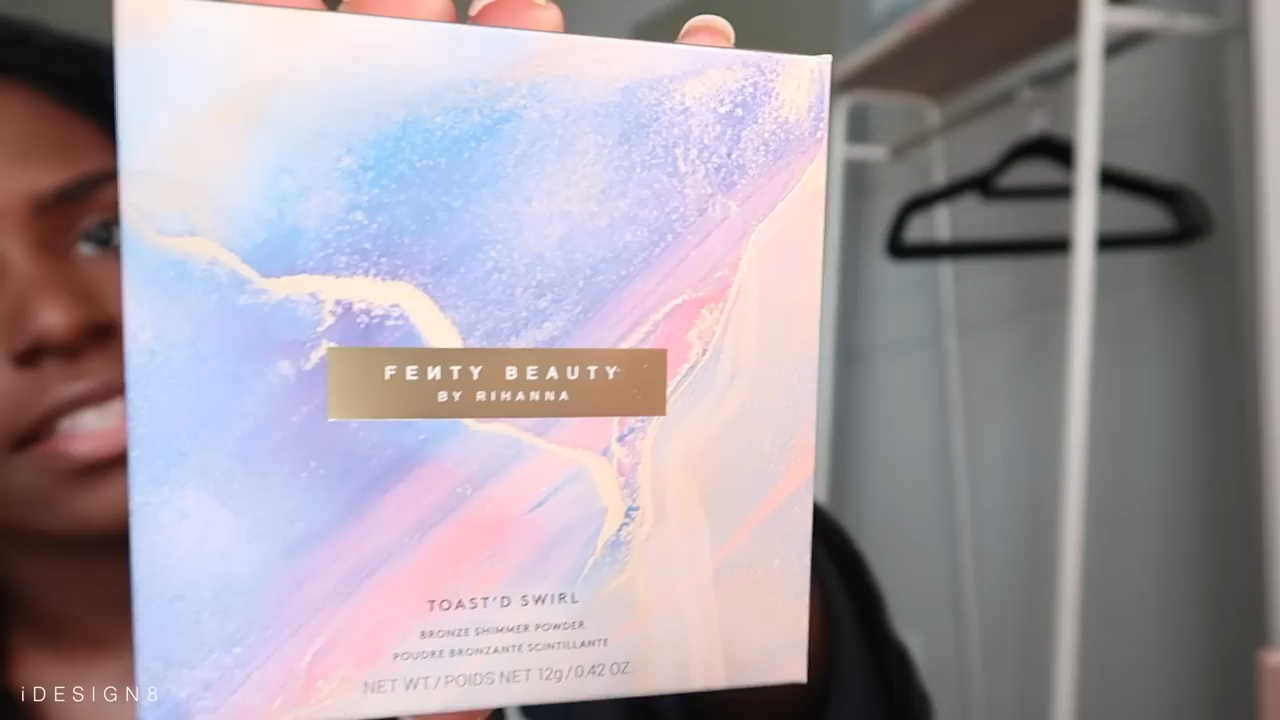 FENTY BEAUTY
BY RIHANNA
TOAST'D SWIRL
BRONZE SHIMMER POWDER
POUDRE BRONZANTE SCINTILLANTE
NET WT./POIDS NET 12g/0.42 OZ.
iDESIGN8